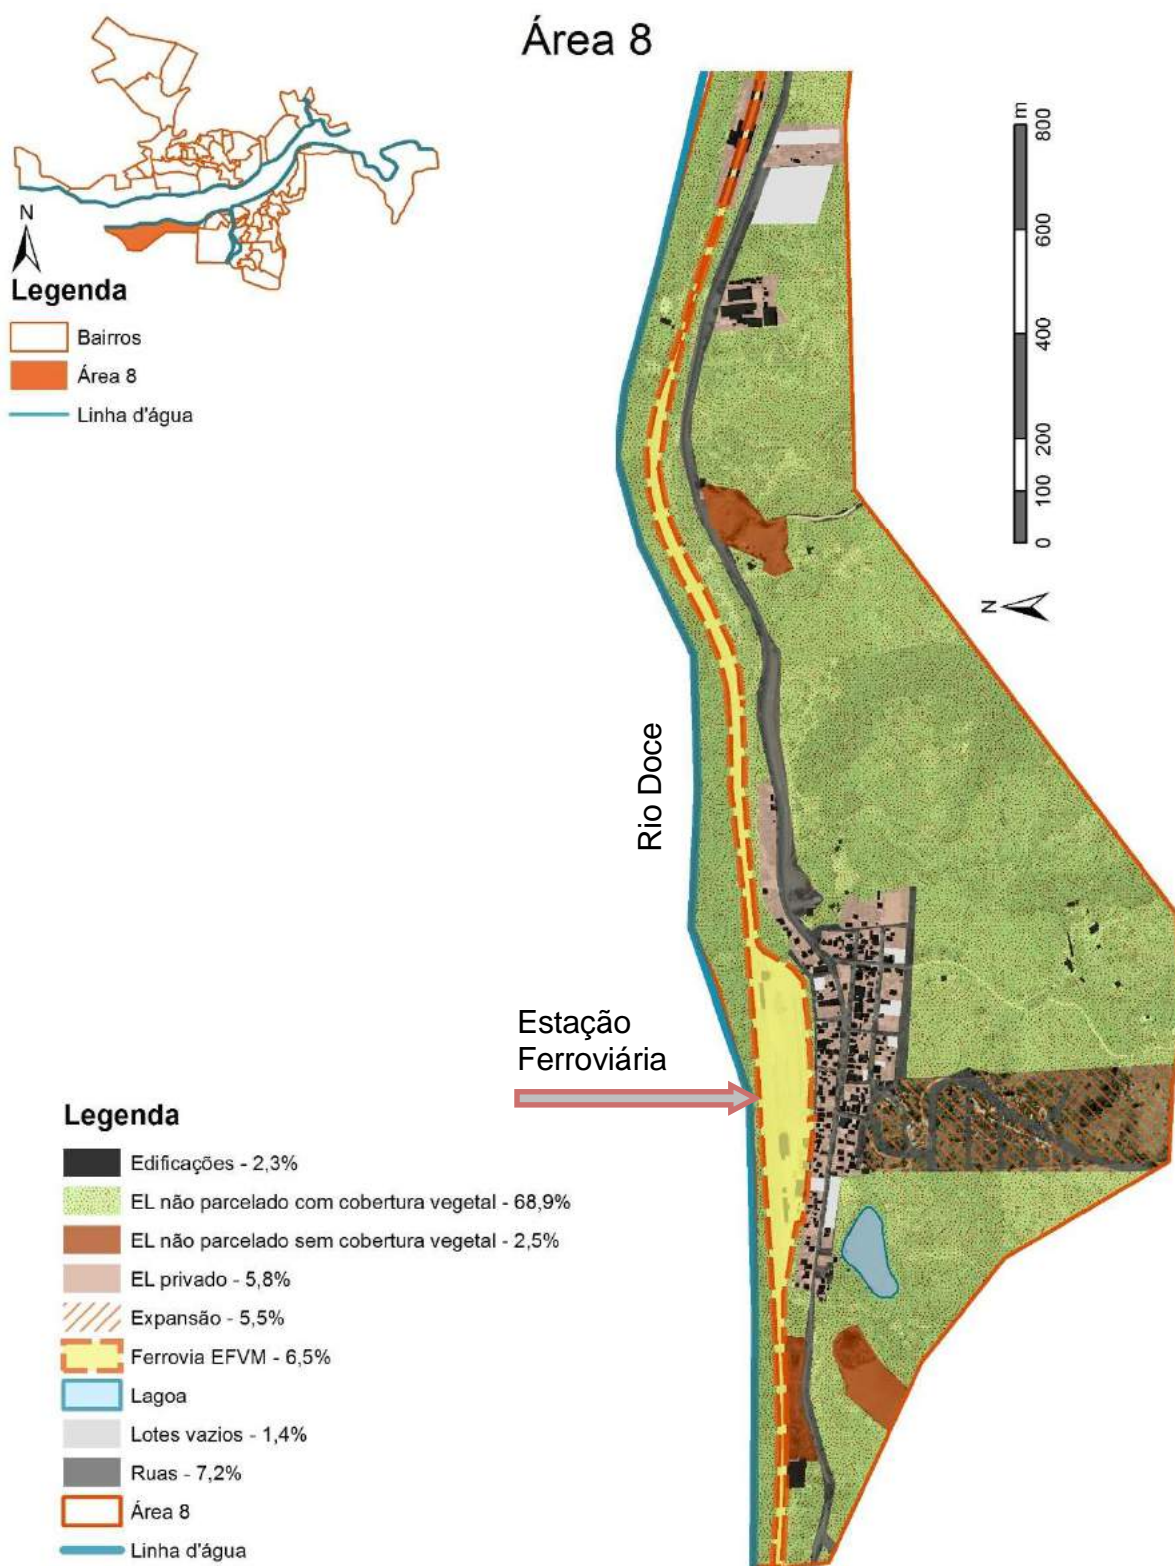 Área 8
N
Legenda
Bairros
Área 8
Linha d'água
m
800
600
400
200
100
0
N
Rio Doce
Estação
Ferroviária
Legenda
Edificações - 2,3%
EL não parcelado com cobertura vegetal - 68,9%
EL não parcelado sem cobertura vegetal - 2,5%
EL privado - 5,8%
Expansão - 5,5%
Ferrovia EFVM - 6,5%
Lagoa
Lotes vazios - 1,4%
Ruas - 7,2%
Área 8
Linha d'água